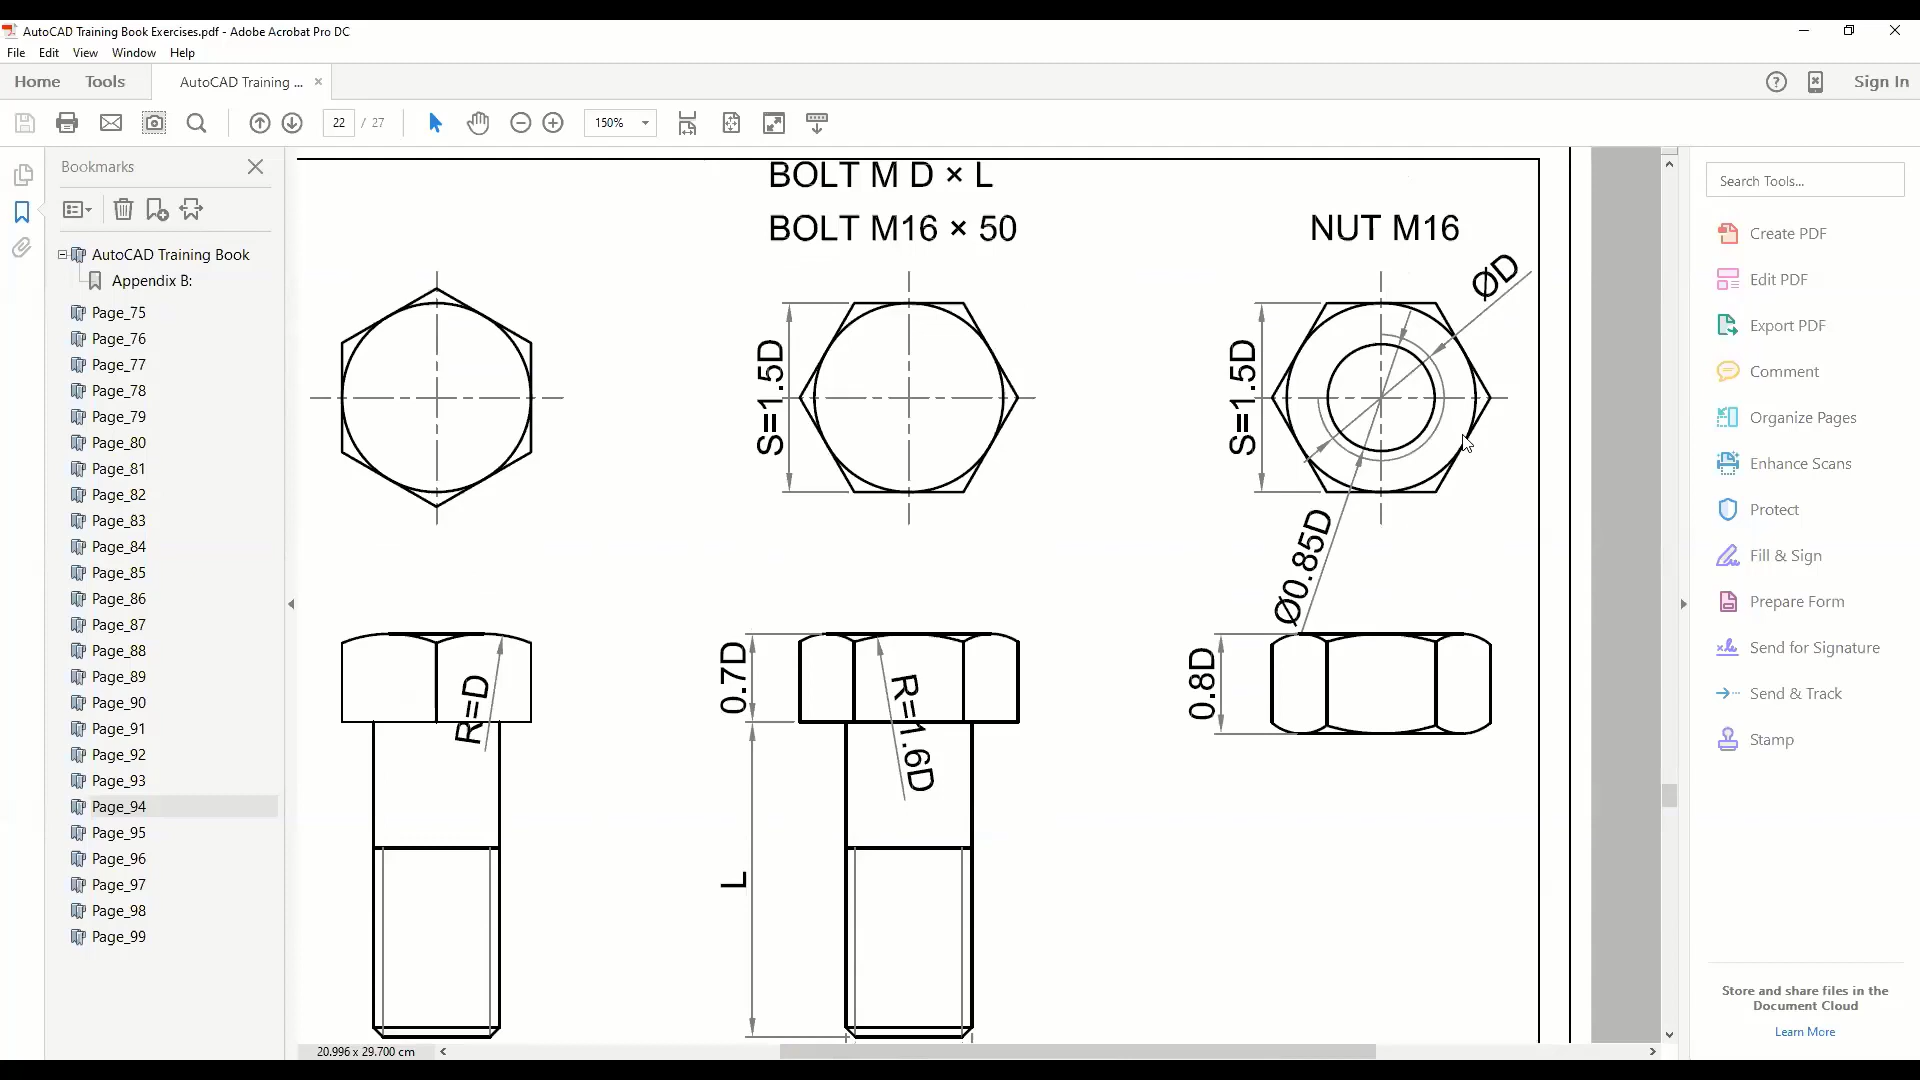 AutoCAD Training Book Exercises.pdf - Adobe Acrobat Pro DC
File Edit View Window Help
Home Tools AutoCAD Training ... × Sign In
22 / 27 150%
Bookmarks
AutoCAD Training Book
Appendix B:
Page_75
Page_76
Page_77
Page_78
Page_79
Page_80
Page_81
Page_82
Page_83
Page_84
Page_85
Page_86
Page_87
Page_88
Page_89
Page_90
Page_91
Page_92
Page_93
Page_94
Page_95
Page_96
Page_97
Page_98
Page_99
BOLT M D × L
BOLT M16 × 50
NUT M16
S=1.5D
S=1.5D
ØD
Ø0.85D
R=D
0.7D
R=1.6D
0.8D
L
20.996 x 29.700 cm
Search Tools...
Create PDF
Edit PDF
Export PDF
Comment
Organize Pages
Enhance Scans
Protect
Fill & Sign
Prepare Form
Send for Signature
Send & Track
Stamp
Store and share files in the
Document Cloud
Learn More